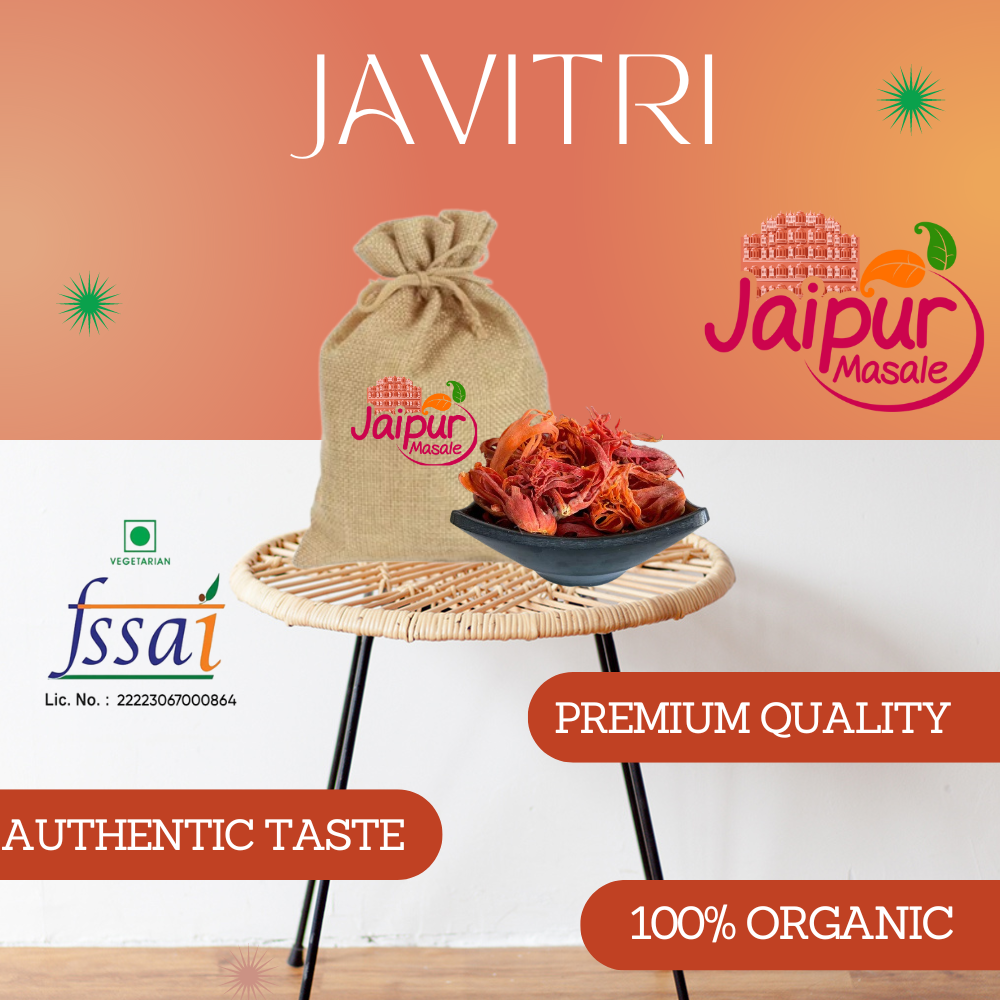 JAVITRI
Jaipur
Masale
Jaipur
Masale
VEGETARIAN
fssai
Lic. No. : 22223067000864
PREMIUM QUALITY
AUTHENTIC TASTE
100% ORGANIC